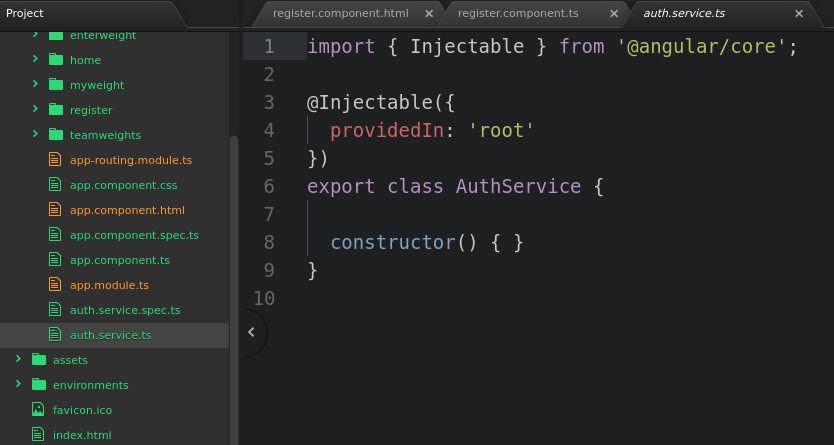 Project
enterweight
home
myweight
register
teamweights
app-routing.module.ts
app.component.css
app.component.html
app.component.spec.ts
app.component.ts
app.module.ts
auth.service.spec.ts
auth.service.ts
assets
environments
favicon.ico
index.html
register.component.html
register.component.ts
auth.service.ts
1 import { Injectable } from '@angular/core';
2
3 @Injectable({
4 providedIn: 'root'
5 })
6 export class AuthService {
7
8 constructor() { }
9 }
10